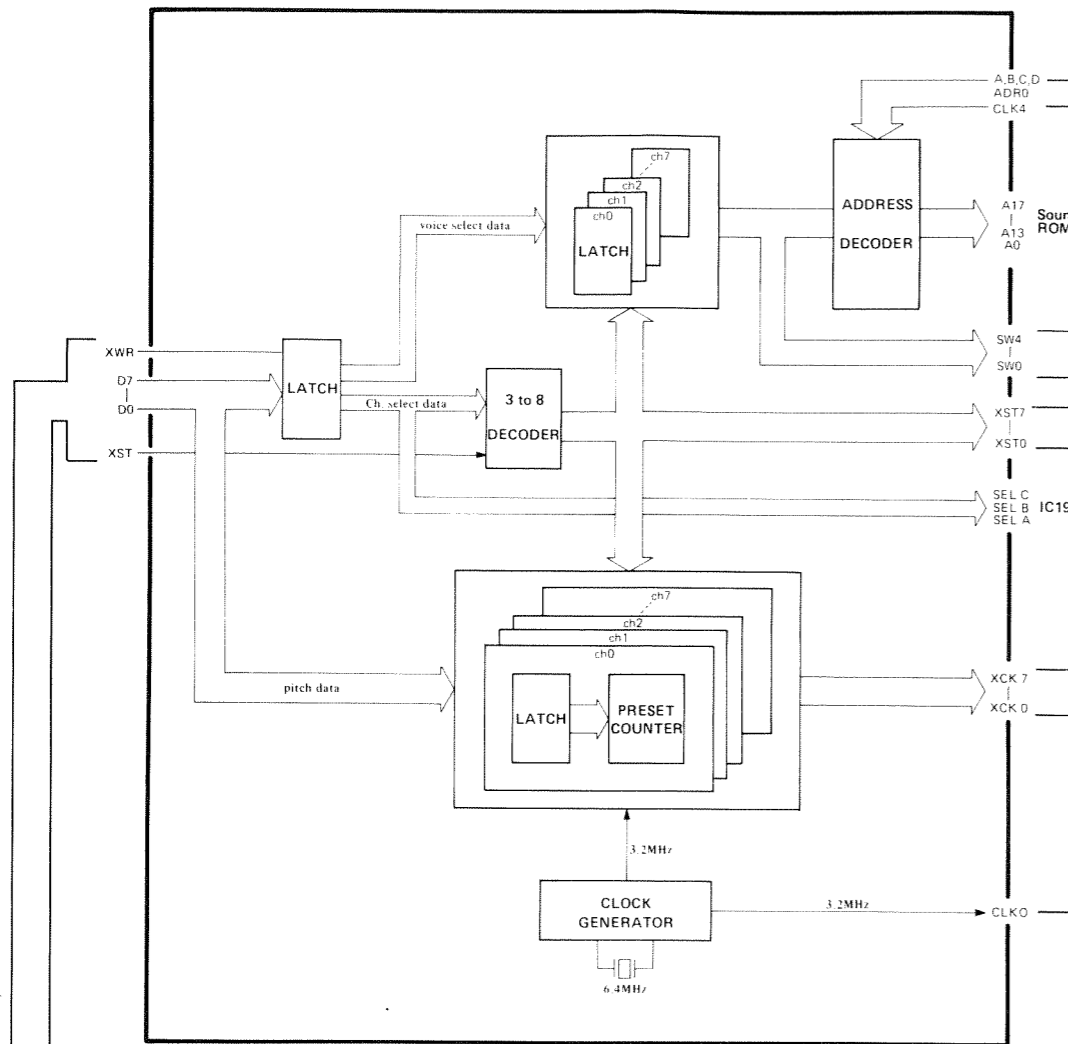 A,B,C,D
ADR0
CLK4
ch7
ch2
ch1
ch0
LATCH
ADDRESS
DECODER
A17
A13
A0
Soun
ROM
voice select data
XWR
D7
D0
XST
LATCH
Ch. select data
3 to 8
DECODER
SW4
SW0
XST7
XST0
SEL C
SEL B
SEL A
IC19
ch7
ch2
ch1
ch0
LATCH
PRESET
COUNTER
pitch data
XCK 7
XCK 0
3.2MHz
CLOCK
GENERATOR
3.2MHz
CLKO
6.4MHz